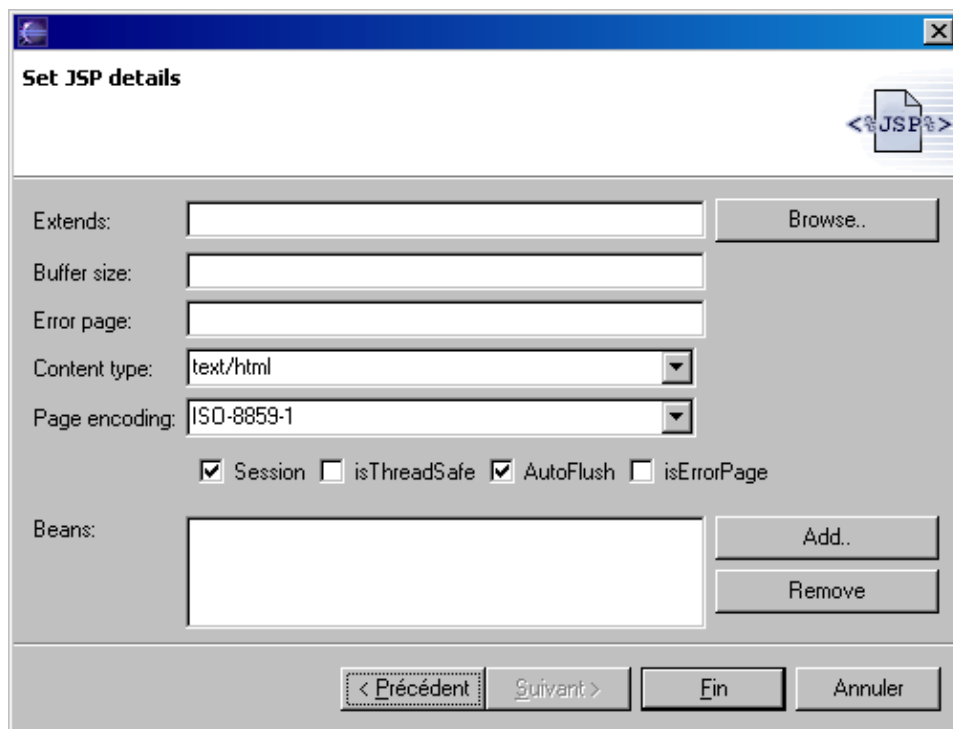 Set JSP details
<%JSP%>
Extends:
Browse..
Buffer size:
Error page:
Content type: text/html
Page encoding: ISO-8859-1
Session isThreadSafe AutoFlush isErrorPage
Beans:
Add..
Remove
< Précédent Suivant > Fin Annuler